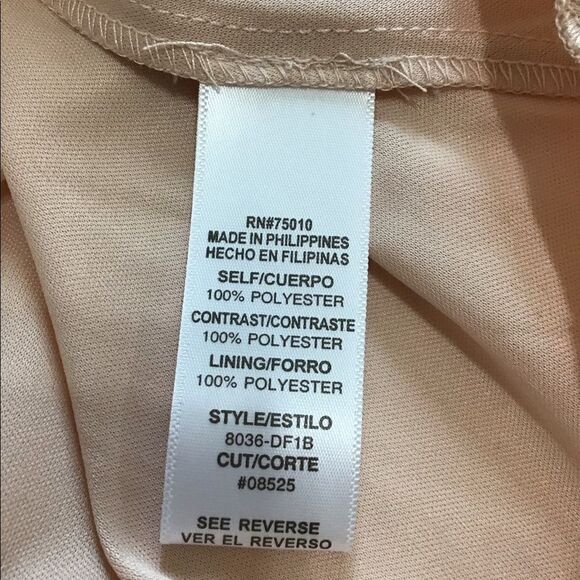 RN#75010
MADE IN PHILIPPINES
HECHO EN FILIPINAS
SELF/CUERPO
100% POLYESTER
CONTRAST/CONTRASTE
100% POLYESTER
LINING/FORRO
100% POLYESTER
STYLE/ESTILO
8036-DF1B
CUT/CORTE
#08525
SEE REVERSE
VER EL REVERSO